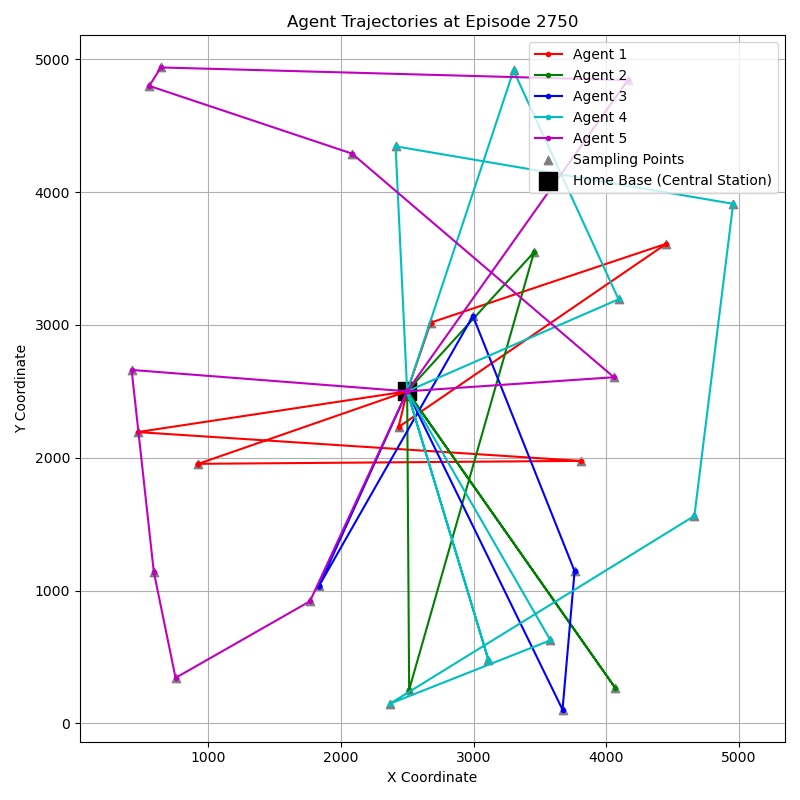 Agent Trajectories at Episode 2750
Agent 1
Agent 2
Agent 3
Agent 4
Agent 5
Sampling Points
Home Base (Central Station)
Y Coordinate
5000
4000
3000
2000
1000
0
1000 2000 3000 4000 5000
X Coordinate